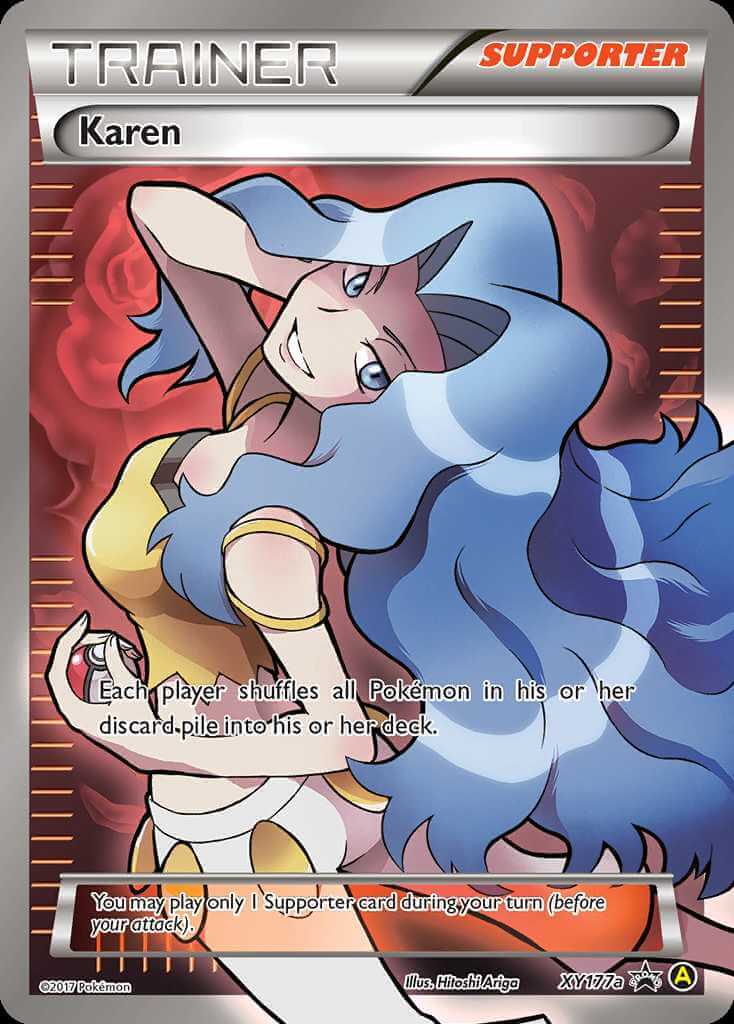 TRAINER
SUPPORTER
Karen
Each player shuffles all Pokémon in his or her
discard pile into his or her deck.
You may play only 1 Supporter card during your turn (before
your attack).
©2017 Pokémon
Illus. Hitoshi Ariga
XY177a
PROMO
A